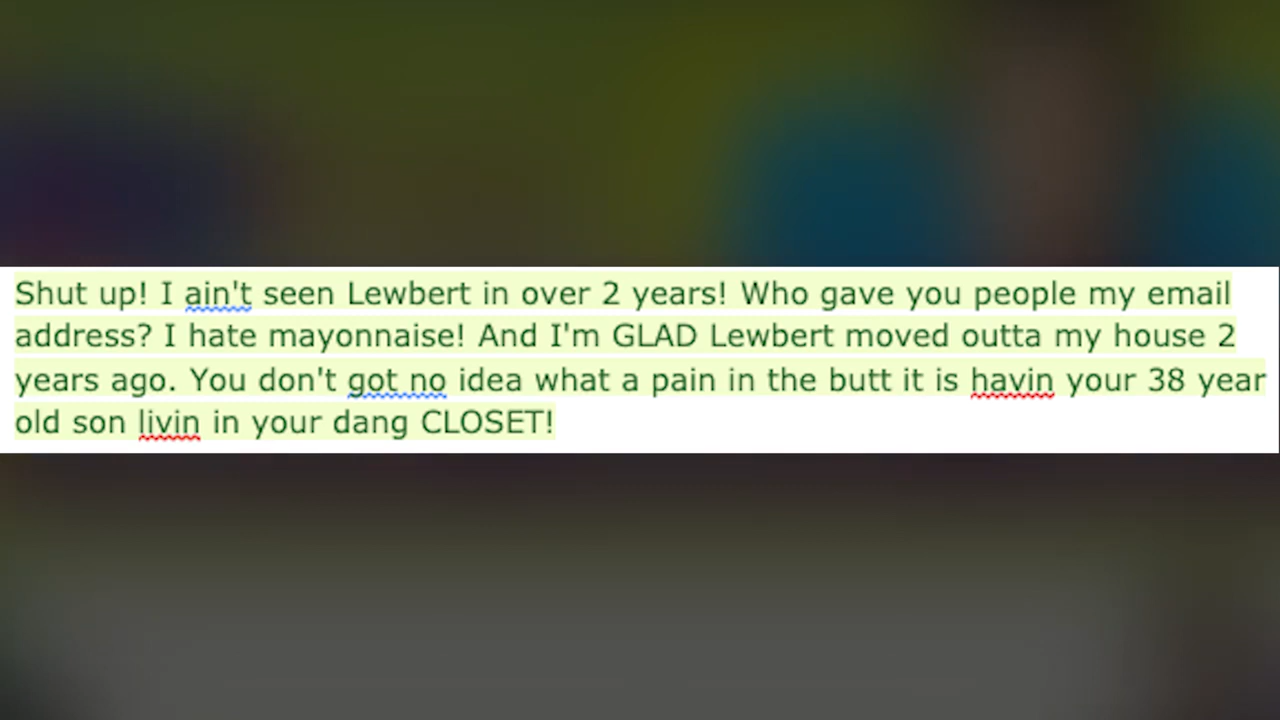 Shut up! I ain't seen Lewbert in over 2 years! Who gave you people my email
address? I hate mayonnaise! And I'm GLAD Lewbert moved outta my house 2
years ago. You don't got no idea what a pain in the butt it is havin your 38 year
old son livin in your dang CLOSET!